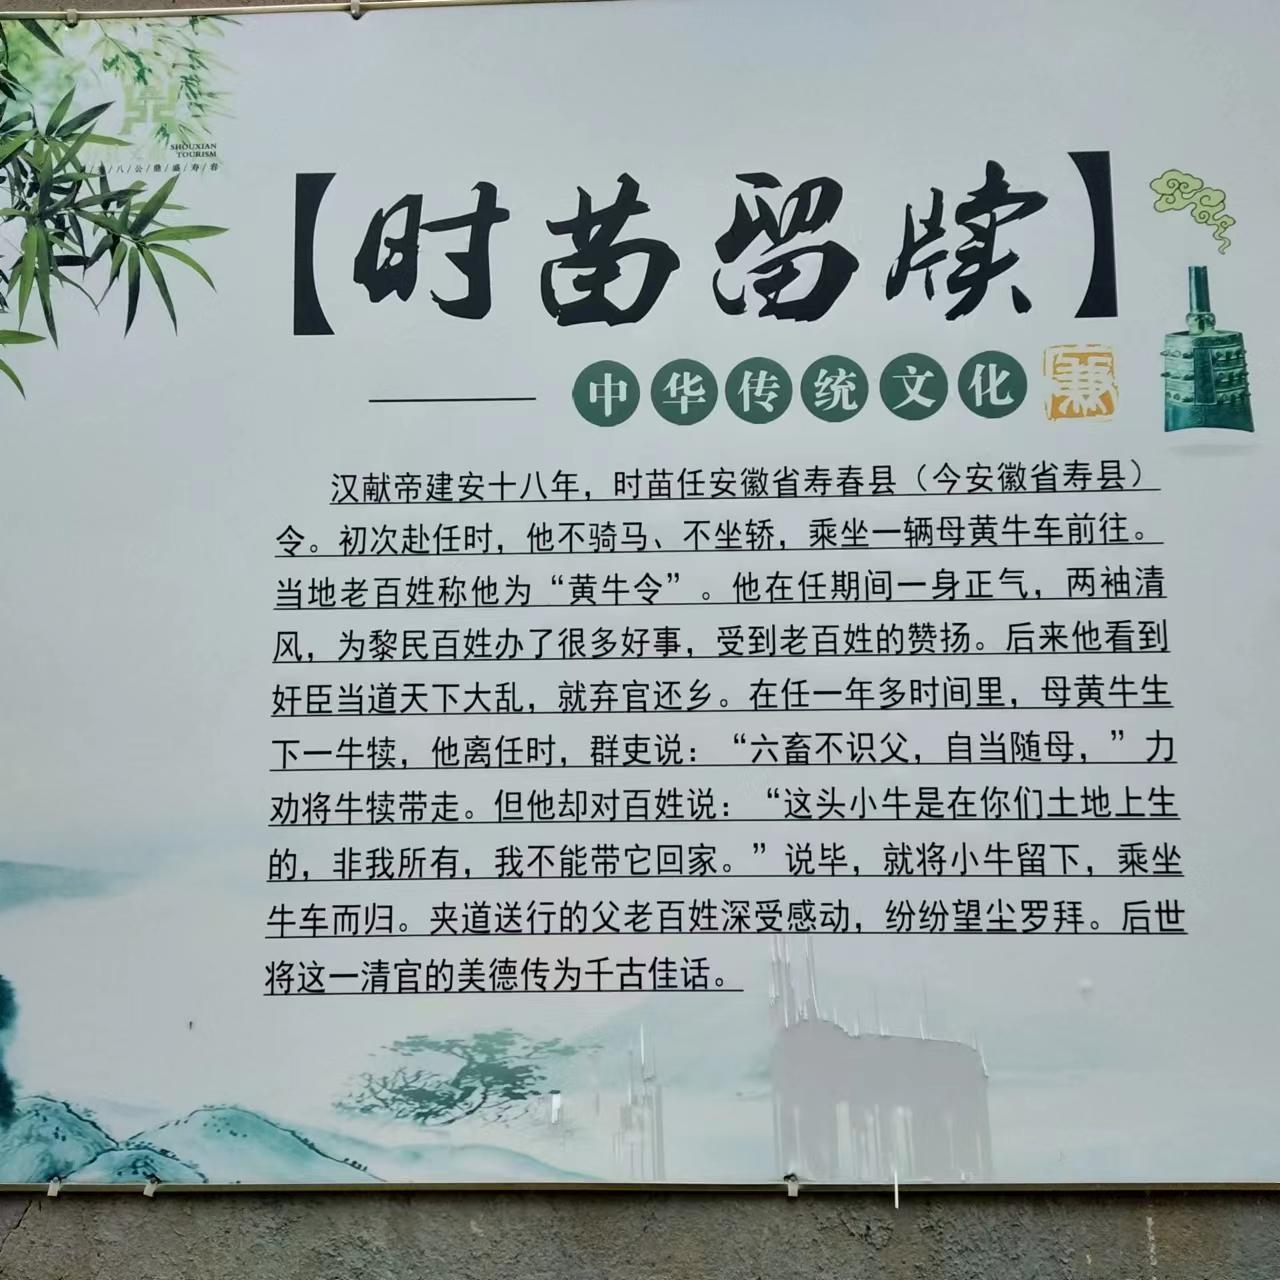 SHOUXIAN
TOURISM
八/公/鼎/盛/寿/春
【时苗留牍】
中华传统文化
汉献帝建安十八年，时苗任安徽省寿春县（今安徽省寿县）
令。初次赴任时，他不骑马、不坐轿，乘坐一辆母黄牛车前往。
当地老百姓称他为“黄牛令”。他在任期间一身正气，两袖清
风，为黎民百姓办了很多好事，受到老百姓的赞扬。后来他看到
奸臣当道天下大乱，就弃官还乡。在任一年多时间里，母黄牛生
下一牛犊，他离任时，群吏说：“六畜不识父，自当随母，”力
劝将牛犊带走。但他却对百姓说：“这头小牛是在你们土地上生
的，非我所有，我不能带它回家。”说毕，就将小牛留下，乘坐
牛车而归。夹道送行的父老百姓深受感动，纷纷望尘罗拜。后世
将这一清官的美德传为千古佳话。